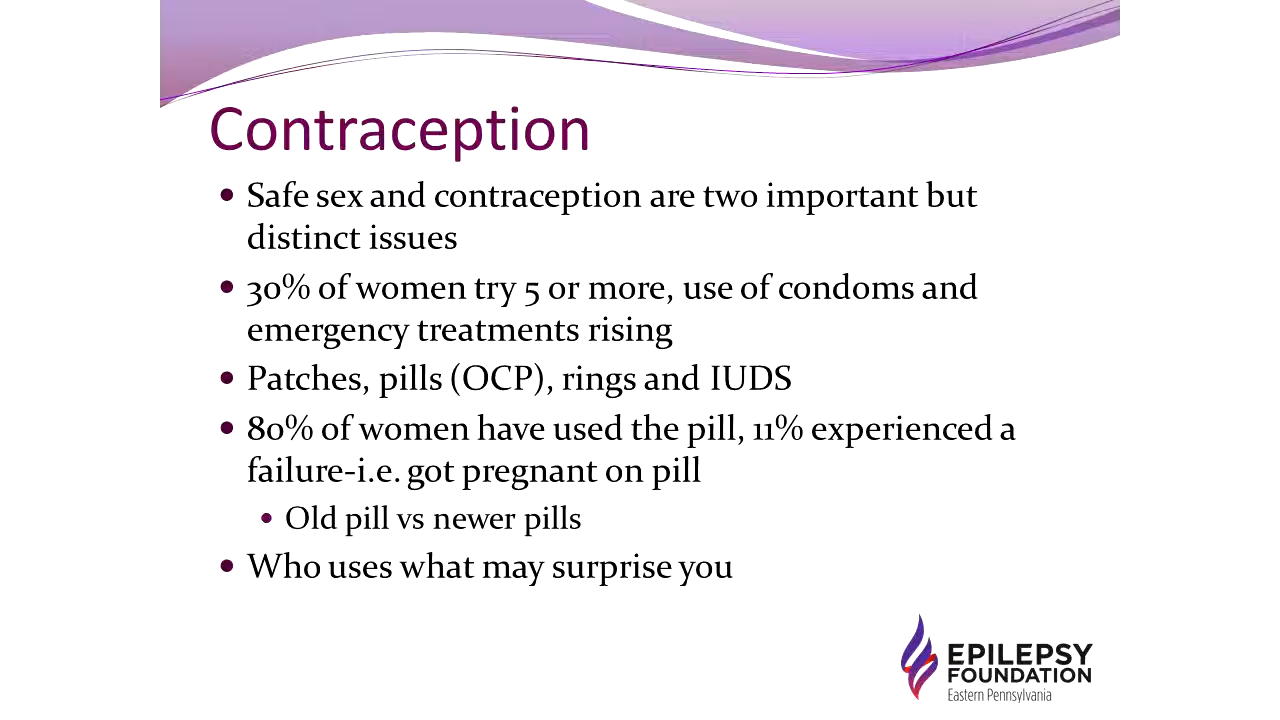 Contraception
• Safe sex and contraception are two important but
distinct issues
• 30% of women try 5 or more, use of condoms and
emergency treatments rising
• Patches, pills (OCP), rings and IUDS
• 80% of women have used the pill, 11% experienced a
failure-i.e. got pregnant on pill
• Old pill vs newer pills
• Who uses what may surprise you
EPILEPSY
FOUNDATION
Eastern Pennsylvania